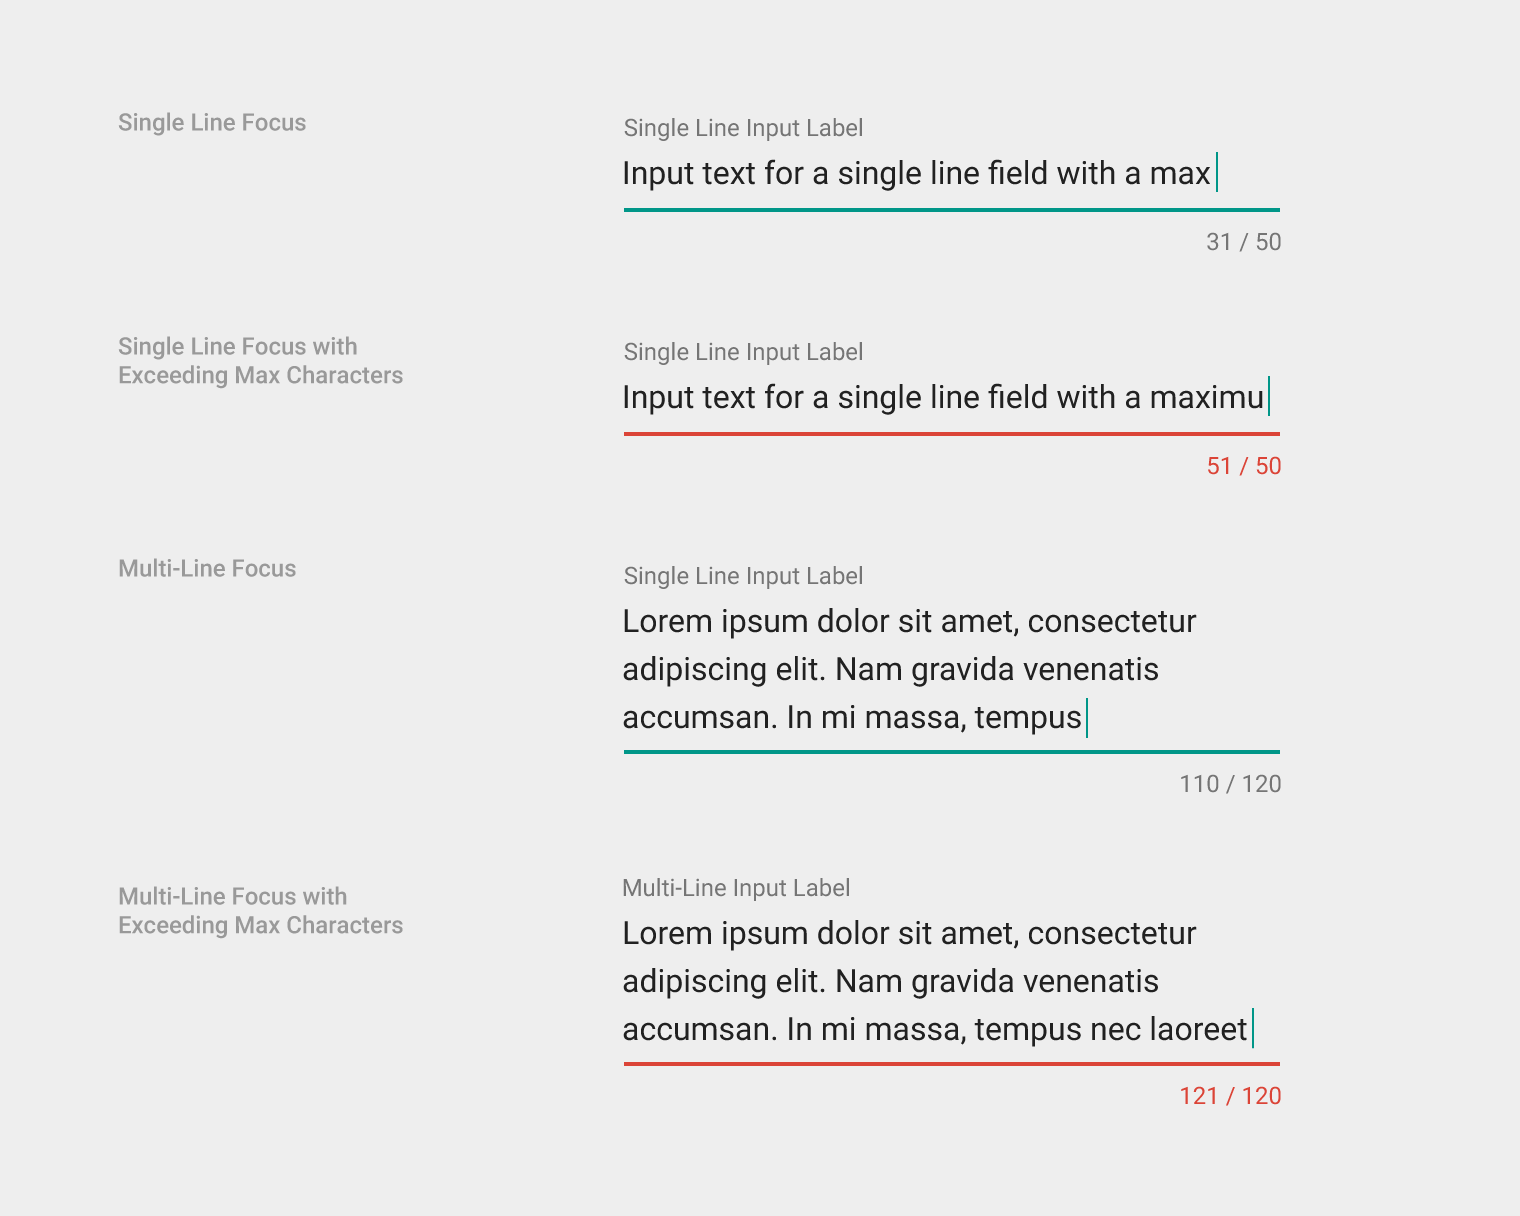 Single Line Focus
Single Line Input Label
Input text for a single line field with a max
31 / 50
Single Line Focus with
Exceeding Max Characters
Single Line Input Label
Input text for a single line field with a maximu
51 / 50
Multi-Line Focus
Single Line Input Label
Lorem ipsum dolor sit amet, consectetur
adipiscing elit. Nam gravida venenatis
accumsan. In mi massa, tempus
110 / 120
Multi-Line Focus with
Exceeding Max Characters
Multi-Line Input Label
Lorem ipsum dolor sit amet, consectetur
adipiscing elit. Nam gravida venenatis
accumsan. In mi massa, tempus nec laoreet
121 / 120